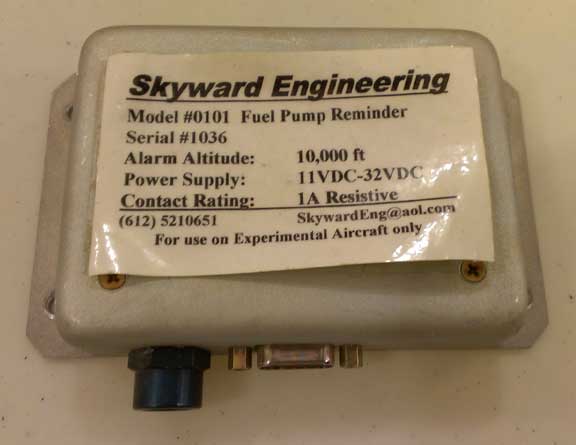 Skyward Engineering
Model #0101 Fuel Pump Reminder
Serial #1036
Alarm Altitude: 10,000 ft
Power Supply: 11VDC-32VDC
Contact Rating: 1A Resistive
(612) 5210651 SkywardEng@aol.com
For use on Experimental Aircraft only